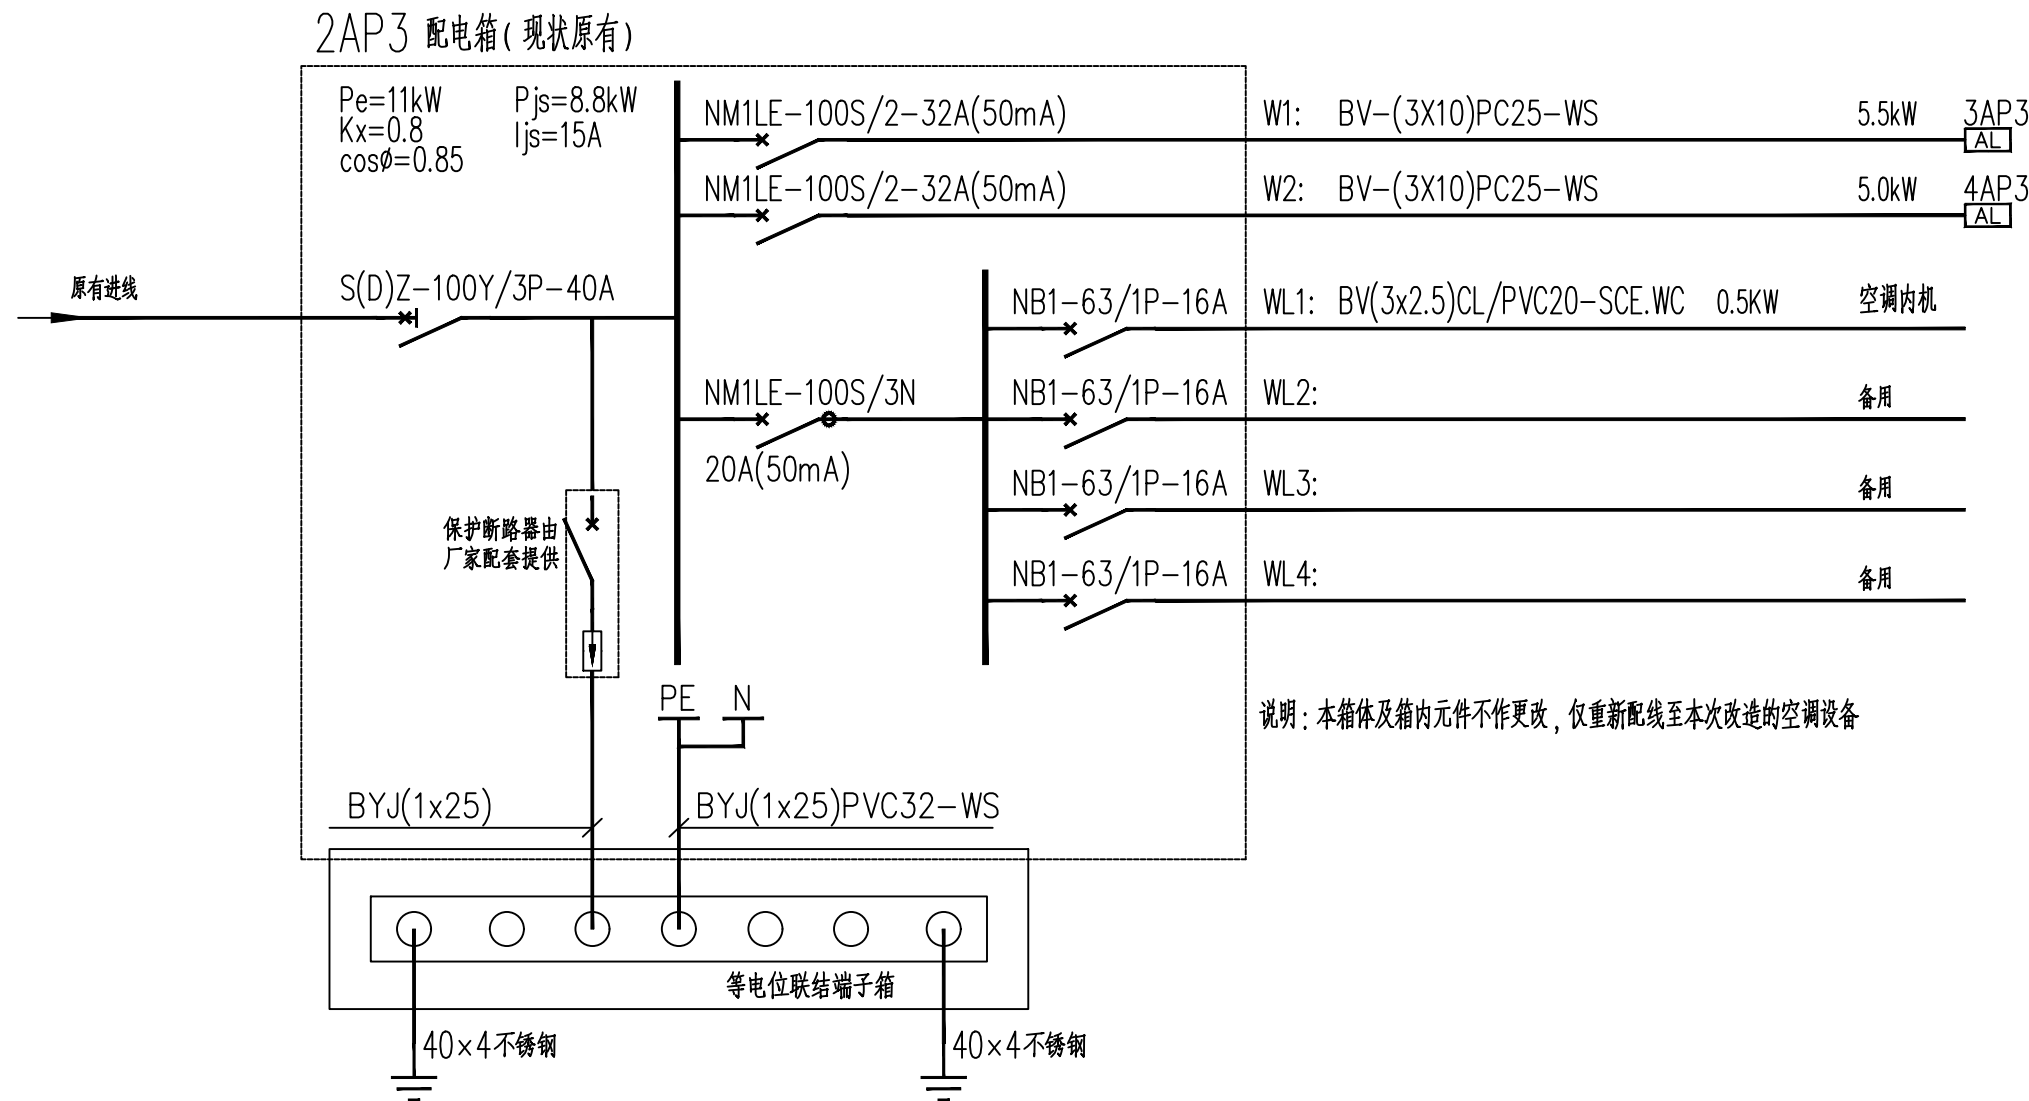 2AP3 配电箱(现状原有)
Pe=11kW Pjs=8.8kW
Kx=0.8 Ijs=15A
cosø=0.85
NM1LE-100S/2-32A(50mA) W1: BV-(3X10)PC25-WS 5.5kW 3AP3
AL
NM1LE-100S/2-32A(50mA) W2: BV-(3X10)PC25-WS 5.0kW 4AP3
AL
原有进线 S(D)Z-100Y/3P-40A
NB1-63/1P-16A WL1: BV(3x2.5)CL/PVC20-SCE.WC 0.5KW 空调内机
NM1LE-100S/3N
20A(50mA)
NB1-63/1P-16A WL2: 备用
NB1-63/1P-16A WL3: 备用
NB1-63/1P-16A WL4: 备用
保护断路器由
厂家配套提供
PE N
说明:本箱体及箱内元件不作更改,仅重新配线至本次改造的空调设备
BYJ(1x25) BYJ(1x25)PVC32-WS
等电位联结端子箱
40×4不锈钢 40×4不锈钢